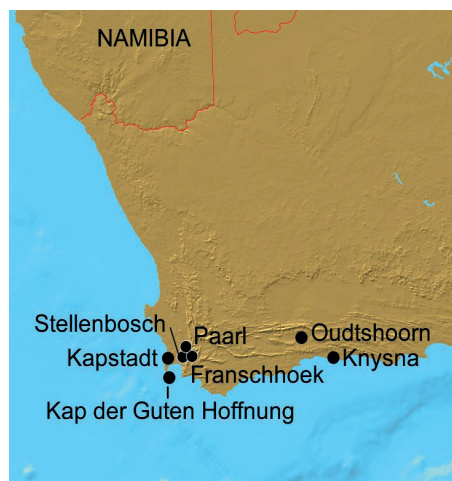 NAMIBIA
Stellenbosch
Paarl
Oudtshoorn
Kapstadt
Knysna
Franschhoek
Kap der Guten Hoffnung